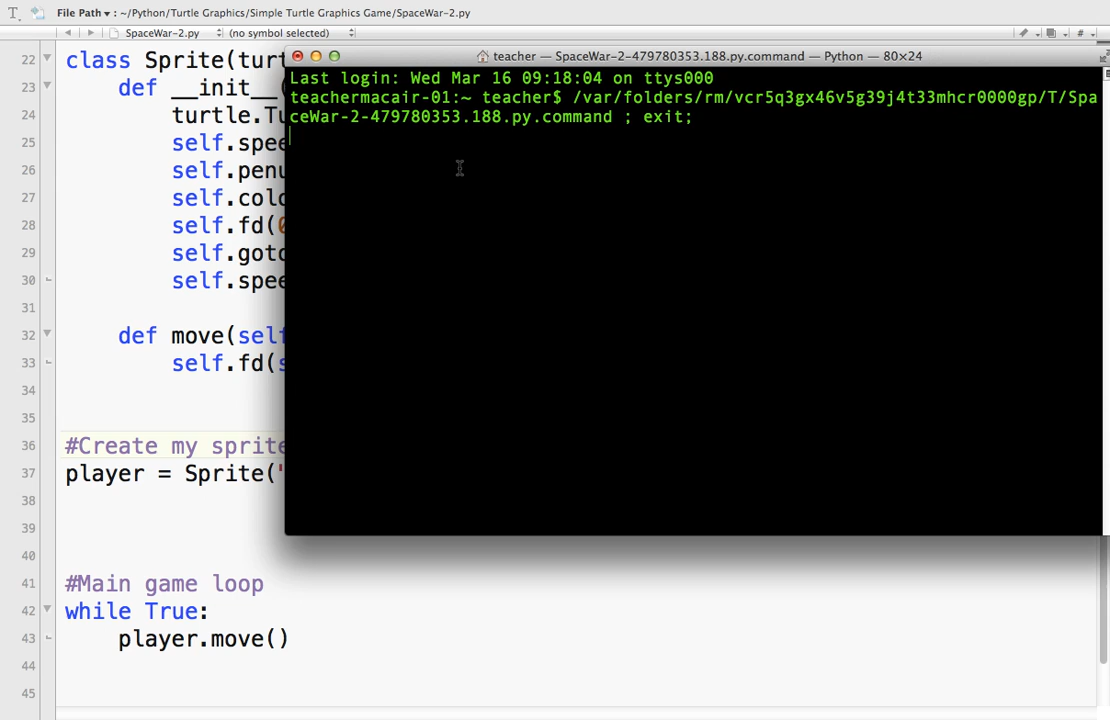 File Path ▾ : ~/Python/Turtle Graphics/Simple Turtle Graphics Game/SpaceWar-2.py
SpaceWar-2.py (no symbol selected)
22 class Sprite(turt
23 def __init__(
24 turtle.Tu
25 self.spee
26 self.penu
27 self.colo
28 self.fd(0
29 self.goto
30 self.spee
31
32 def move(self
33 self.fd(s
34
35
36 #Create my sprite
37 player = Sprite("
38
39
40
41 #Main game loop
42 while True:
43 player.move()
44
45
teacher — SpaceWar-2-479780353.188.py.command — Python — 80×24
Last login: Wed Mar 16 09:18:04 on ttys000
teachermacair-01:~ teacher$ /var/folders/rm/vcr5q3gx46v5g39j4t33mhcr0000gp/T/Spa
ceWar-2-479780353.188.py.command ; exit;